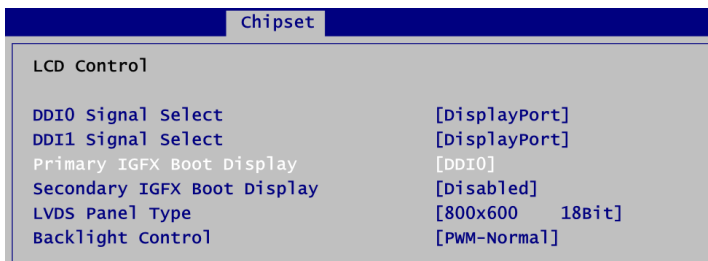 Chipset
LCD Control
DDI0 Signal Select [DisplayPort]
DDI1 Signal Select [DisplayPort]
Primary IGFX Boot Display [DDI0]
Secondary IGFX Boot Display [Disabled]
LVDS Panel Type [800x600 18Bit]
Backlight Control [PWM-Normal]